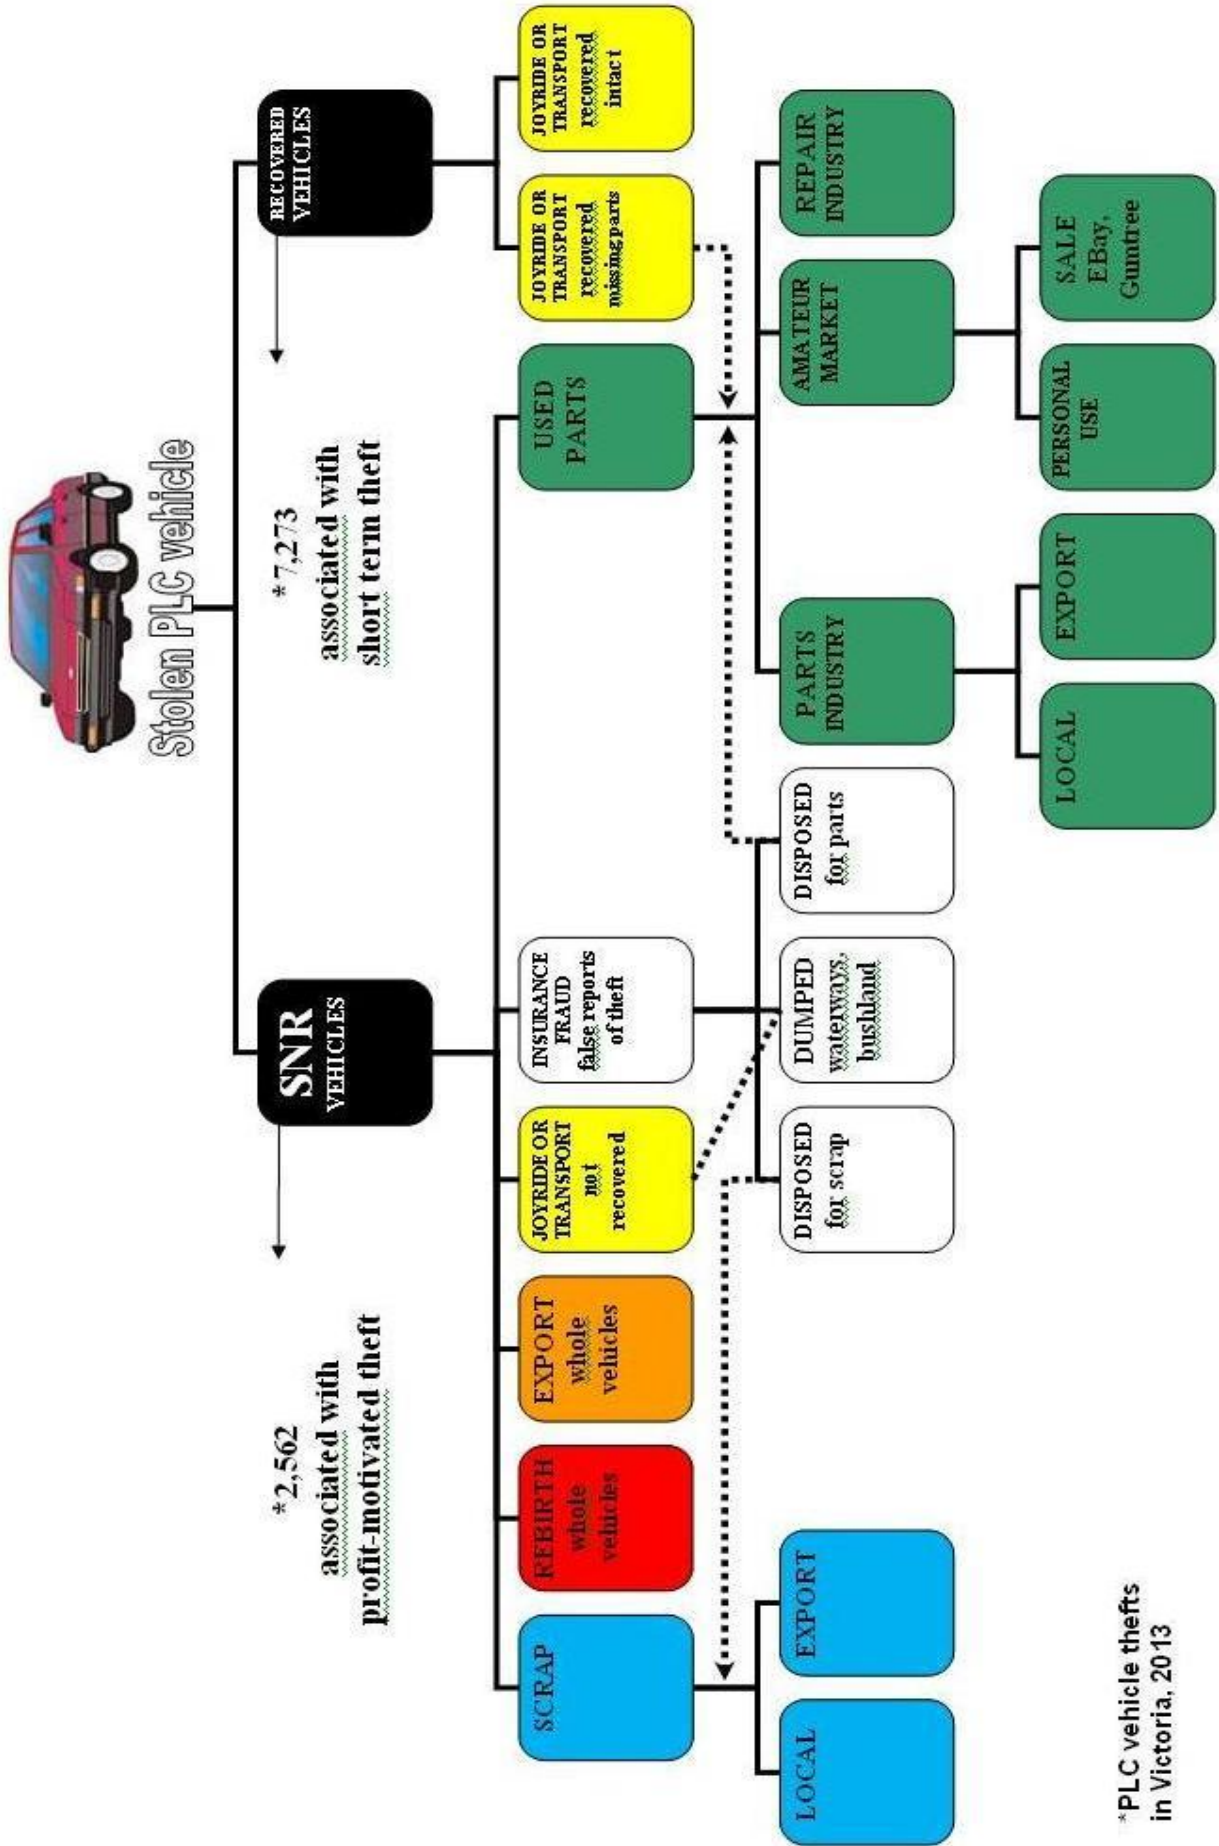 Stolen PLC vehicle
SNR
VEHICLES
RECOVERED
VEHICLES
*2,562
associated with
profit-motivated theft
*7,273
associated with
short term theft
SCRAP
REBIRTH
whole
vehicles
EXPORT
whole
vehicles
JOYRIDE OR
TRANSPORT
not
recovered
INSURANCE
FRAUD
false reports
of theft
USED
PARTS
JOYRIDE OR
TRANSPORT
recovered
missing parts
JOYRIDE OR
TRANSPORT
recovered
intact
LOCAL
EXPORT
DISPOSED
for scrap
DUMPED
waterways,
bushland
DISPOSED
for parts
PARTS
INDUSTRY
AMATEUR
MARKET
REPAIR
INDUSTRY
LOCAL
EXPORT
PERSONAL
USE
SALE
EBay,
Gumtree
*PLC vehicle thefts
in Victoria, 2013